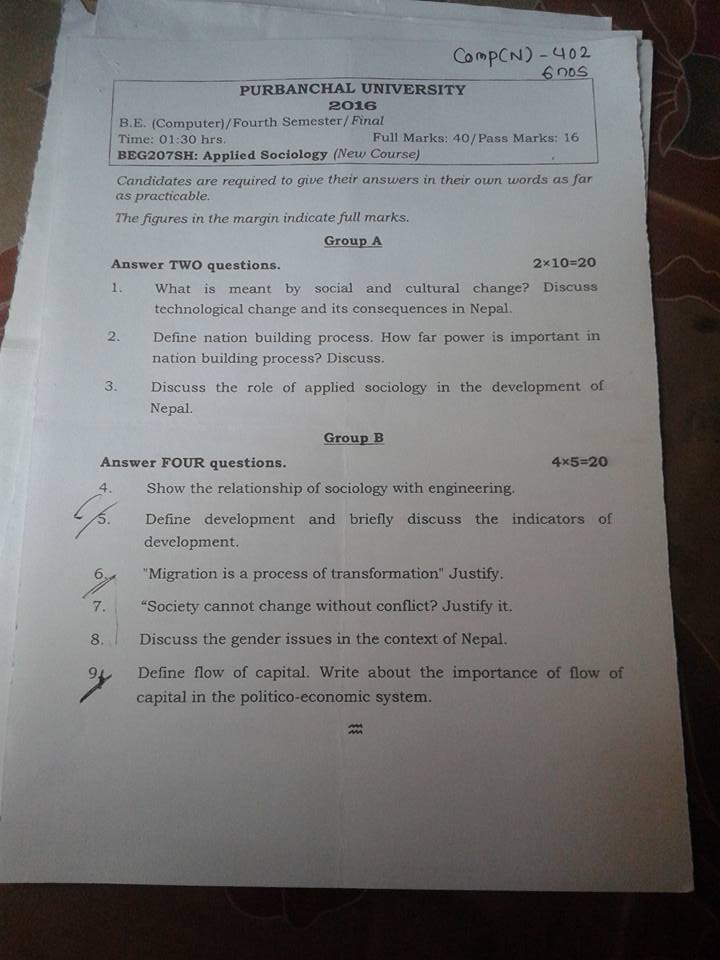 Comp(N) - 402
6nos
PURBANCHAL UNIVERSITY
2016
B.E. (Computer)/Fourth Semester/Final
Time: 01:30 hrs. Full Marks: 40/Pass Marks: 16
BEG207SH: Applied Sociology (New Course)
Candidates are required to give their answers in their own words as far
as practicable.
The figures in the margin indicate full marks.
Group A
Answer TWO questions. 2×10=20
1. What is meant by social and cultural change? Discuss
technological change and its consequences in Nepal.
2. Define nation building process. How far power is important in
nation building process? Discuss.
3. Discuss the role of applied sociology in the development of
Nepal.
Group B
Answer FOUR questions. 4×5=20
4. Show the relationship of sociology with engineering.
5. Define development and briefly discuss the indicators of
development.
6. "Migration is a process of transformation" Justify.
7. “Society cannot change without conflict? Justify it.
8. Discuss the gender issues in the context of Nepal.
9. Define flow of capital. Write about the importance of flow of
capital in the politico-economic system.